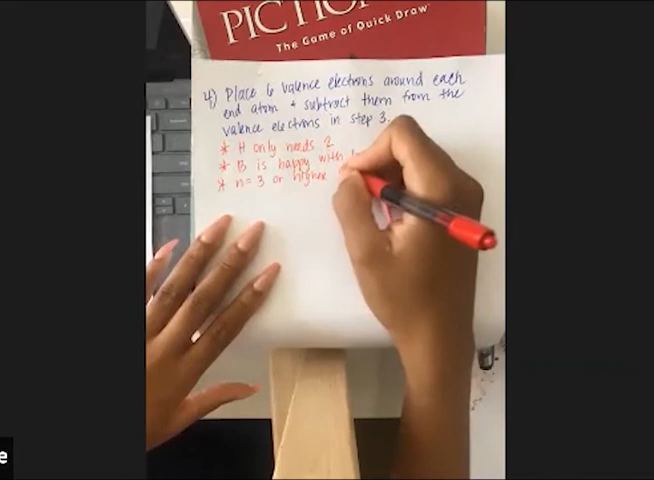 PICTION
The Game of Quick Draw
4) Place 6 valence electrons around each
end atom & subtract them from the
valence electrons in step 3.
* H only needs 2
* B is happy with
* n=3 or higher
e